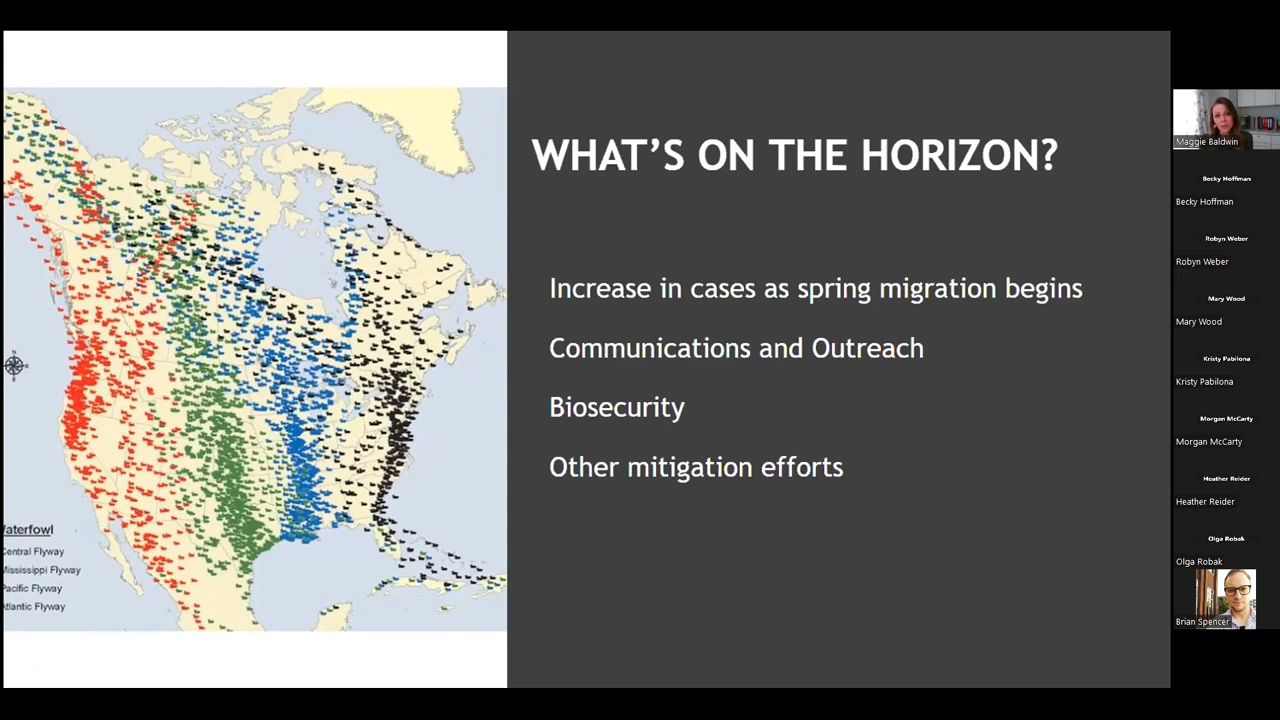 WHAT'S ON THE HORIZON?
Increase in cases as spring migration begins
Communications and Outreach
Biosecurity
Other mitigation efforts
aterfowl
Central Flyway
Mississippi Flyway
Pacific Flyway
Atlantic Flyway
Maggie Baldwin
Becky Hoffman
Becky Hoffman
Robyn Weber
Robyn Weber
Mary Wood
Mary Wood
Kristy Pabilona
Kristy Pabilona
Morgan McCarty
Morgan McCarty
Heather Reider
Heather Reider
Olga Robak
Olga Robak
Brian Spencer